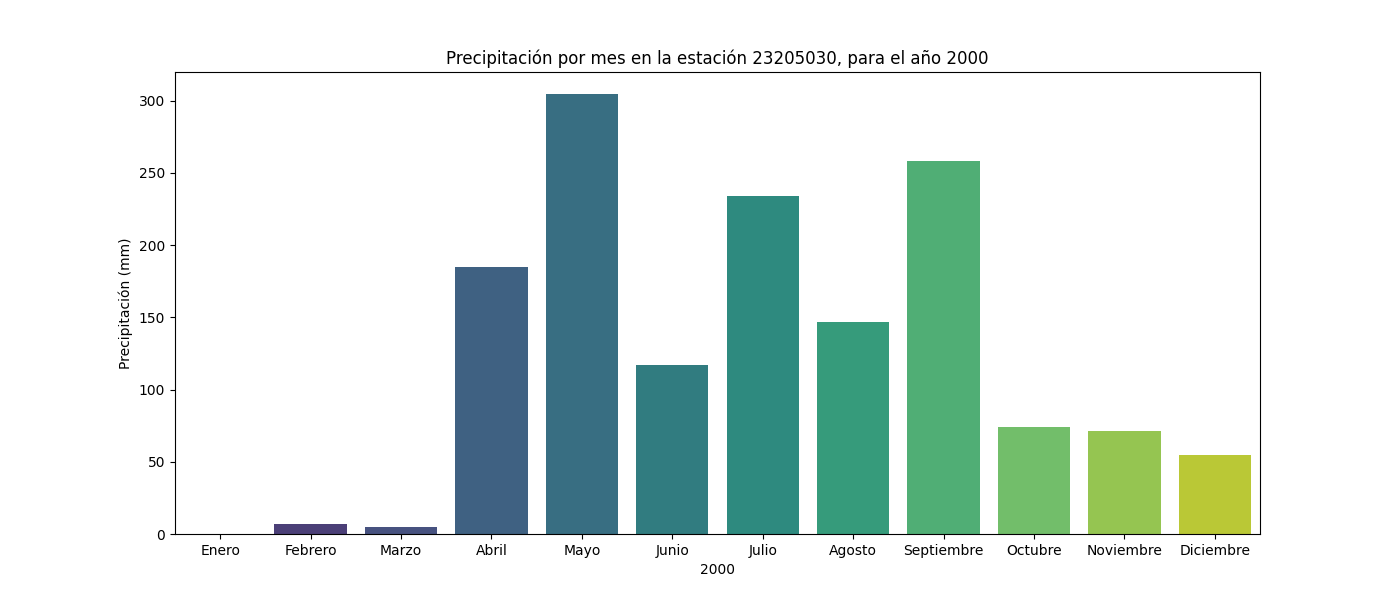 Precipitación por mes en la estación 23205030, para el año 2000
Precipitación (mm)
300
250
200
150
100
50
0
Enero Febrero Marzo Abril Mayo Junio Julio Agosto Septiembre Octubre Noviembre Diciembre
2000